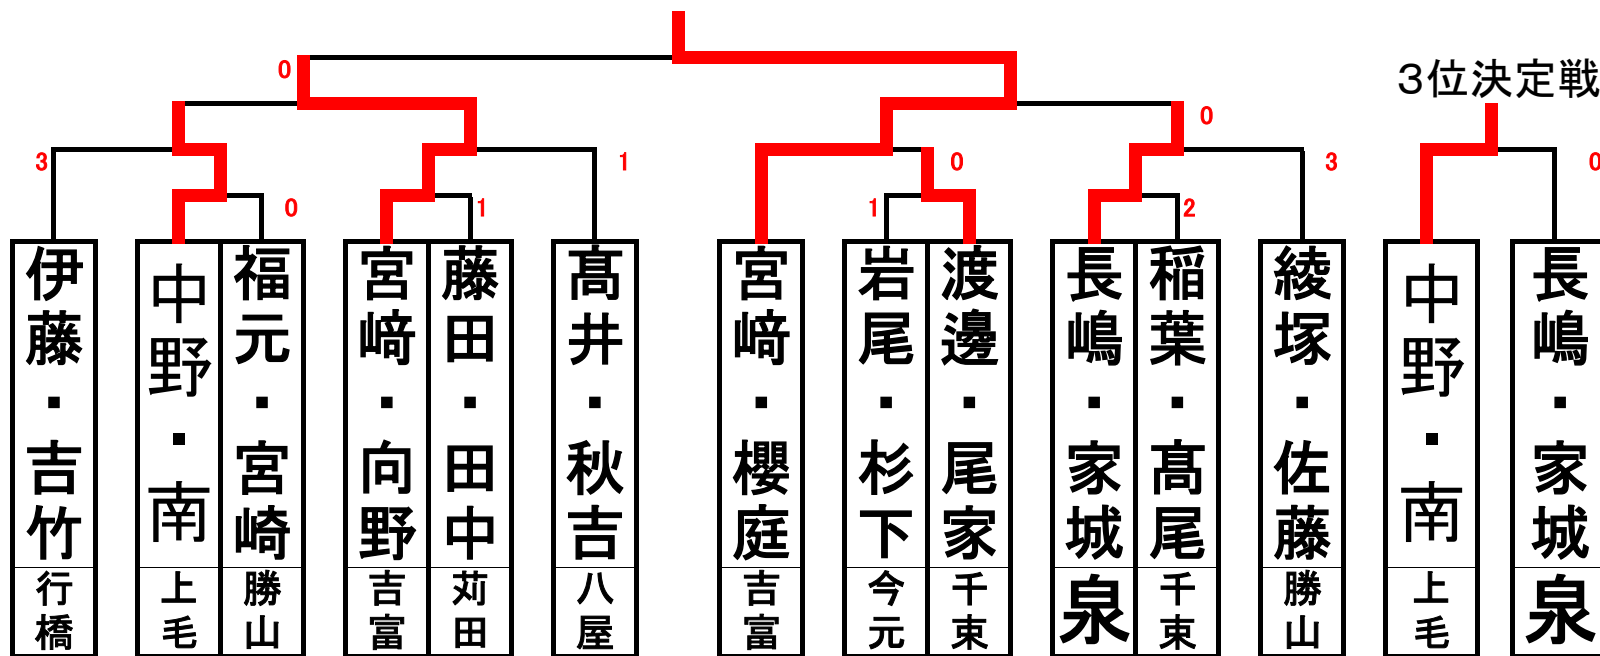 0
3位決定戦
0
3
1
0
3
0
0
1
1
2
伊藤・吉竹
中野・南
福元・宮崎
宮﨑・向野
藤田・田中
髙井・秋吉
宮﨑・櫻庭
岩尾・杉下
渡邊・尾家
長嶋・家城
稲葉・髙尾
綾塚・佐藤
中野・南
長嶋・家城
行橋
上毛
勝山
吉富
苅田
八屋
吉富
今元
千束
泉
千束
勝山
上毛
泉